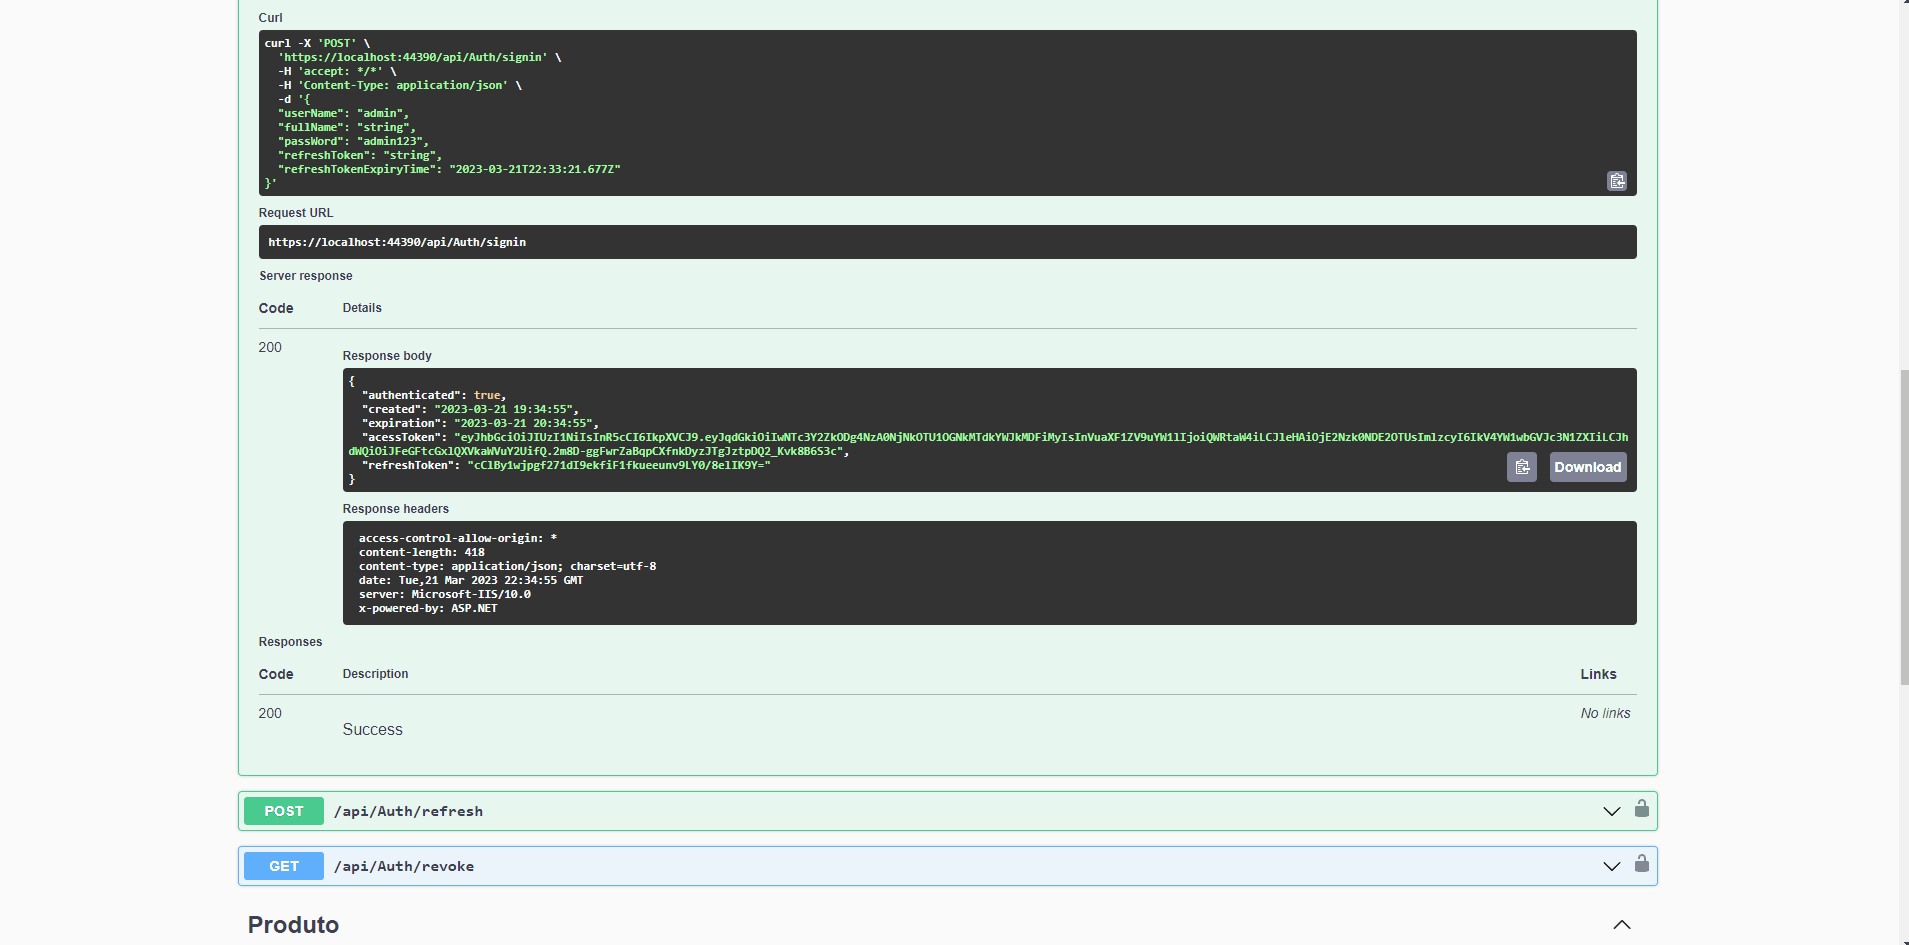 Curl
curl -X 'POST' \
'https://localhost:44390/api/Auth/signin' \
-H 'accept: */*' \
-H 'Content-Type: application/json' \
-d '{
"userName": "admin",
"fullName": "string",
"passWord": "admin123",
"refreshToken": "string",
"refreshTokenExpiryTime": "2023-03-21T22:33:21.677Z"
}'
Request URL
https://localhost:44390/api/Auth/signin
Server response
Code Details
200
Response body
{
"authenticated": true,
"created": "2023-03-21 19:34:55",
"expiration": "2023-03-21 20:34:55",
"acessToken": "eyJhbGciOiJIUzI1NiIsInR5cCI6IkpXVCJ9.eyJqdGkiOiIwNTc3Y2ZkODg4NzA0NjNkOTU1OGNkMTdkYWJkMDFiMyIsInVuaXF1ZV9uYW1lIjoiQWRtaW4iLCJleHAiOjE2Nzk0NDE2OTUsImlzcyI6IkV4YW1wbGVJc3N1ZXIiLCJh
dWQiOiJFeGFtcGxlQXVkaWVuY2UifQ.2m8D-ggFwrZaBqpCXfnkDyzJTgJztpDQ2_Kvk8B6S3c",
"refreshToken": "cClBy1wjpgf271dI9ekfiF1fkueeunv9LY0/8elIK9Y="
}
Download
Response headers
access-control-allow-origin: *
content-length: 418
content-type: application/json; charset=utf-8
date: Tue,21 Mar 2023 22:34:55 GMT
server: Microsoft-IIS/10.0
x-powered-by: ASP.NET
Responses
Code Description Links
200 No links
Success
POST /api/Auth/refresh
GET /api/Auth/revoke
Produto